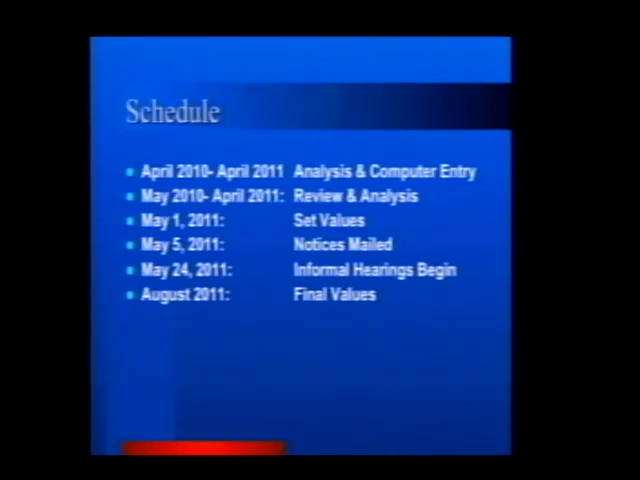 Schedule
April 2010- April 2011 Analysis & Computer Entry
May 2010- April 2011: Review & Analysis
May 1, 2011: Set Values
May 5, 2011: Notices Mailed
May 24, 2011: Informal Hearings Begin
August 2011: Final Values